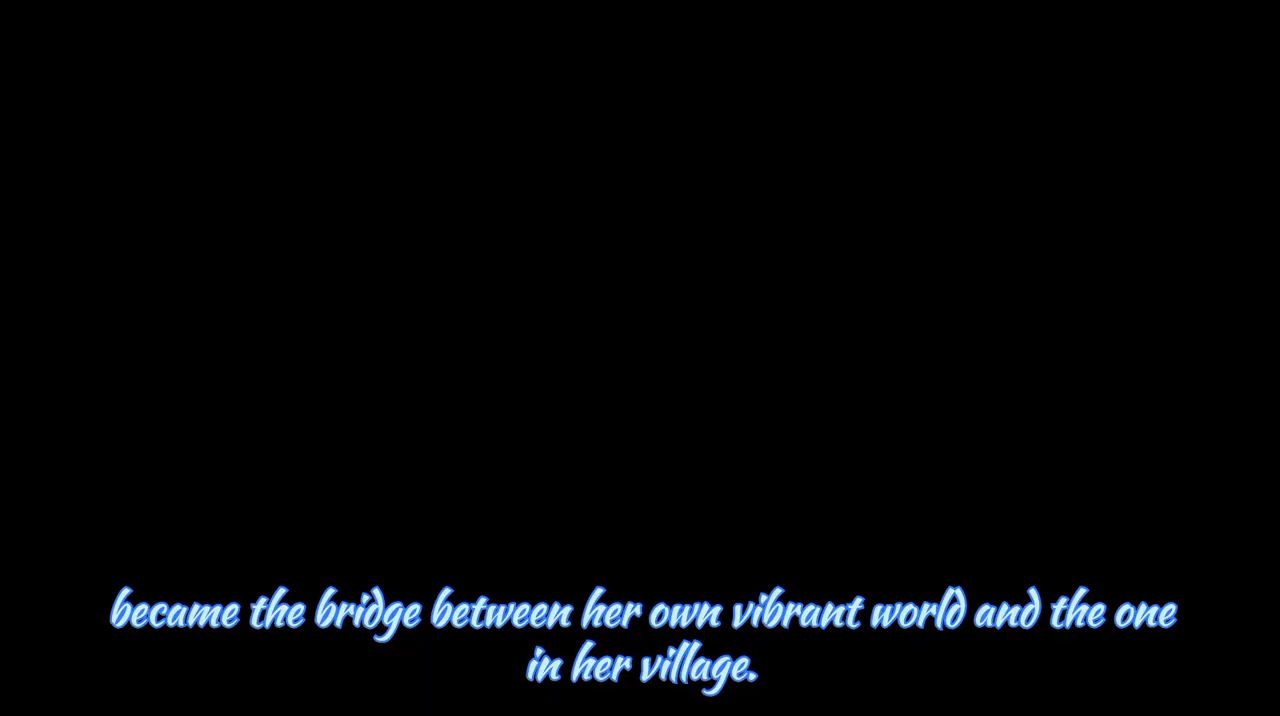 became the bridge between her own vibrant world and the one
in her village.